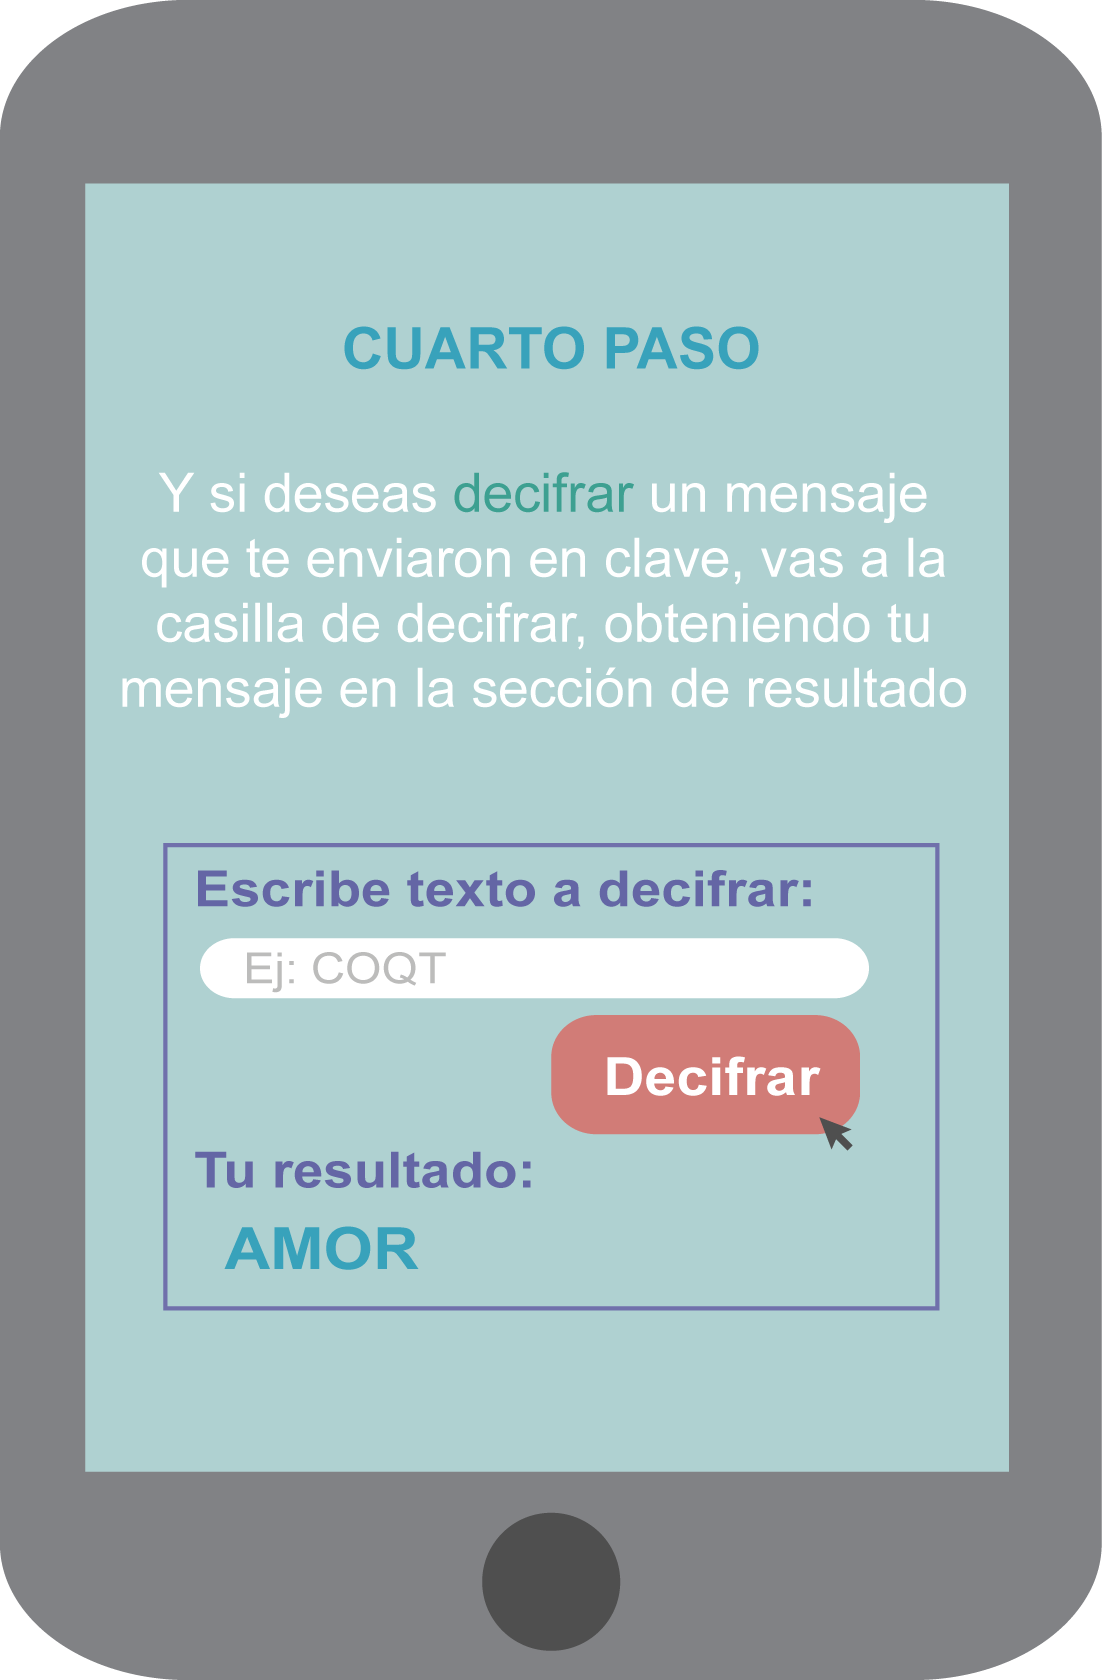 CUARTO PASO
Y si deseas decifrar un mensaje
que te enviaron en clave, vas a la
casilla de decifrar, obteniendo tu
mensaje en la sección de resultado
Escribe texto a decifrar:
Ej: COQT
Decifrar
Tu resultado:
AMOR